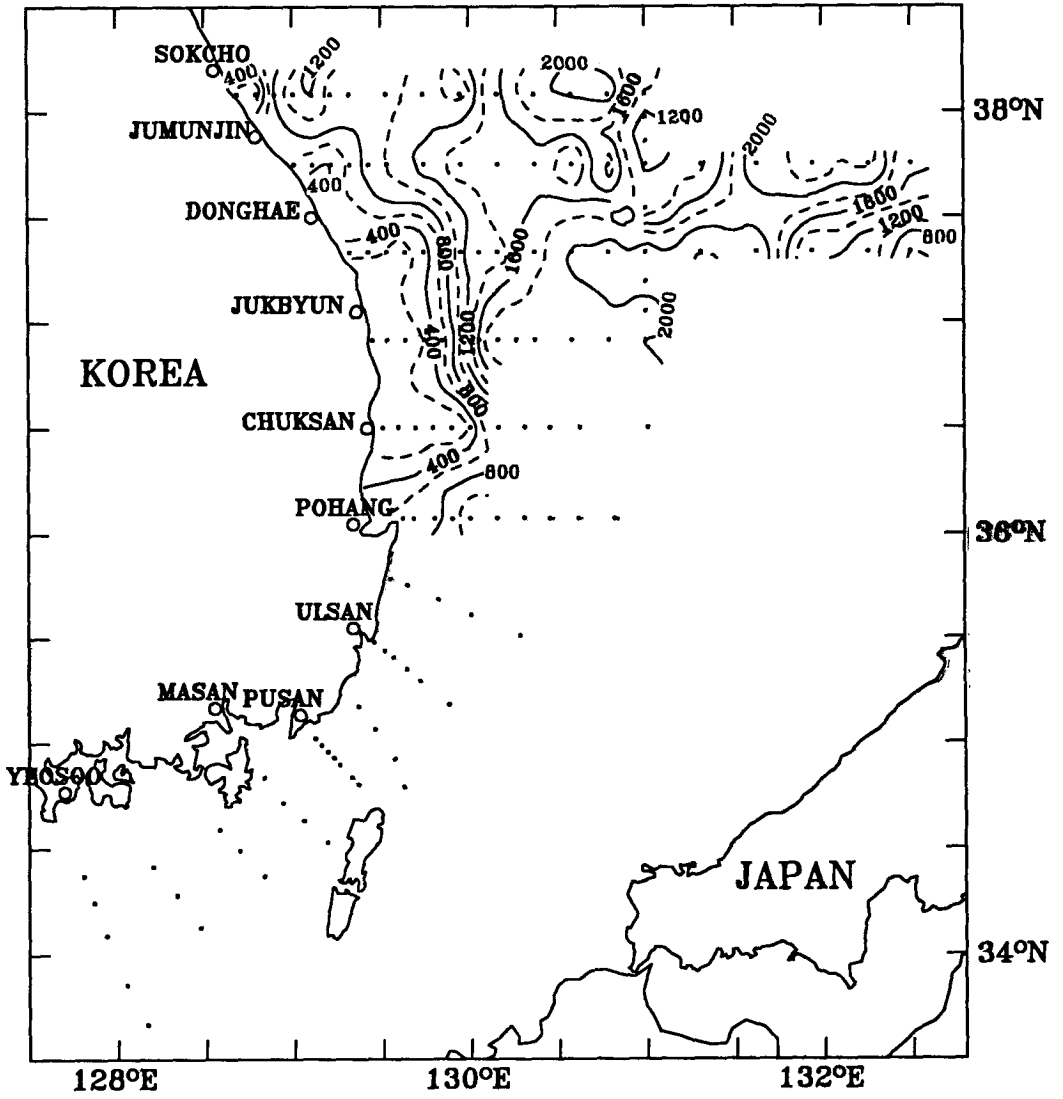 SOKCHO
400
1200
2000
1600
1200
2000
38°N
JUMUNJIN
400
DONGHAE
400
800
1600
1600
1200
800
JUKBYUN
400
1200
2000
KOREA
800
CHUKSAN
400
800
POHANG
36°N
ULSAN
MASAN
PUSAN
YEOSOO
JAPAN
34°N
128°E
130°E
132°E